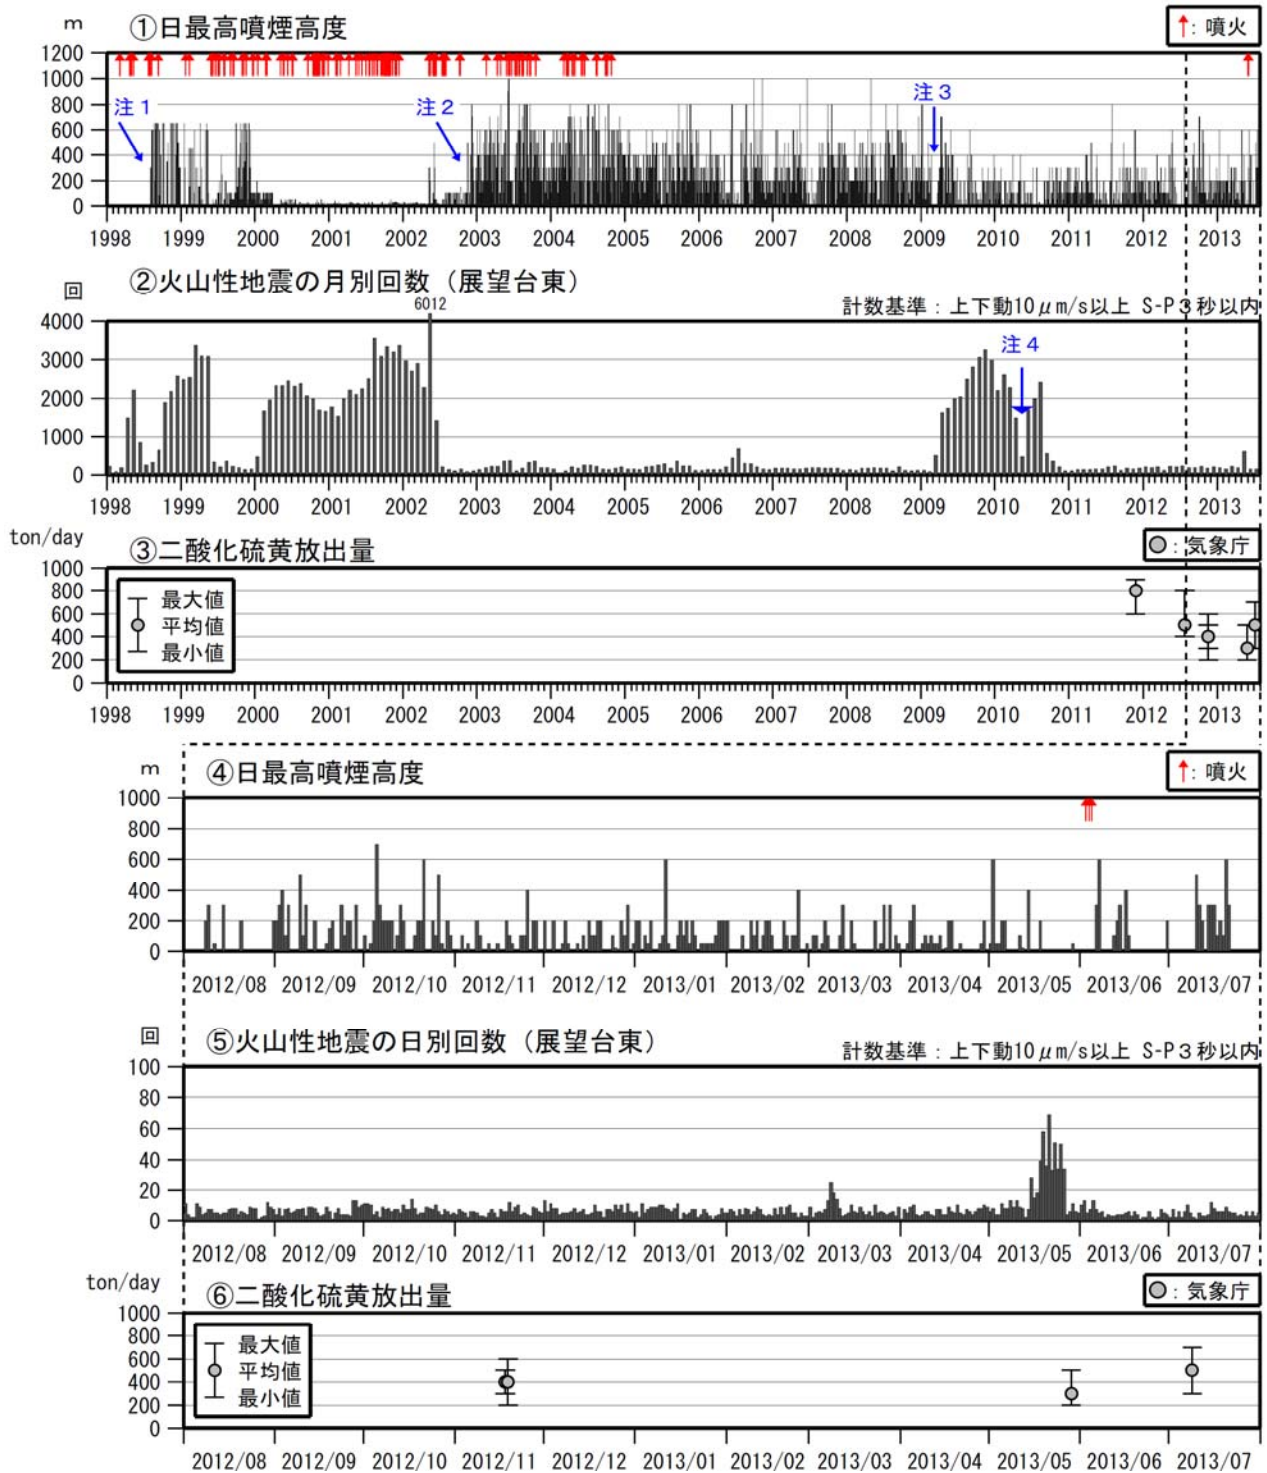 m ①日最高噴煙高度 ↑: 噴火
1200
1000
800
600
400
200
0
注1 注2 注3
1998 1999 2000 2001 2002 2003 2004 2005 2006 2007 2008 2009 2010 2011 2012 2013
回 ②火山性地震の月別回数（展望台東）
6012
計数基準：上下動10μm/s以上 S-P３秒以内
4000
3000
2000
1000
0
注4
1998 1999 2000 2001 2002 2003 2004 2005 2006 2007 2008 2009 2010 2011 2012 2013
ton/day ③二酸化硫黄放出量 : 気象庁
1000
800
600
400
200
0
最大値
平均値
最小値
1998 1999 2000 2001 2002 2003 2004 2005 2006 2007 2008 2009 2010 2011 2012 2013
m ④日最高噴煙高度 ↑: 噴火
1000
800
600
400
200
0
2012/08 2012/09 2012/10 2012/11 2012/12 2013/01 2013/02 2013/03 2013/04 2013/05 2013/06 2013/07
回 ⑤火山性地震の日別回数（展望台東） 計数基準：上下動10μm/s以上 S-P３秒以内
100
80
60
40
20
0
2012/08 2012/09 2012/10 2012/11 2012/12 2013/01 2013/02 2013/03 2013/04 2013/05 2013/06 2013/07
ton/day ⑥二酸化硫黄放出量 : 気象庁
1000
800
600
400
200
0
最大値
平均値
最小値
2012/08 2012/09 2012/10 2012/11 2012/12 2013/01 2013/02 2013/03 2013/04 2013/05 2013/06 2013/07